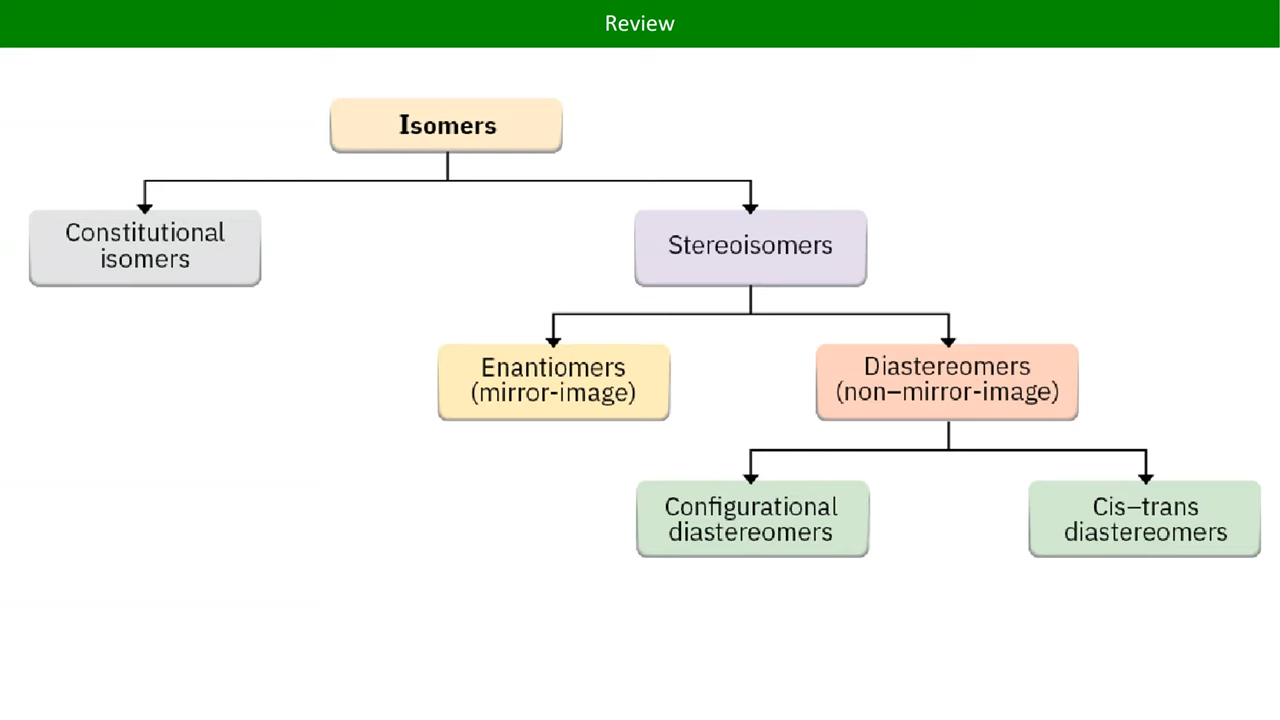 Review
Isomers
Constitutional
isomers
Stereoisomers
Enantiomers
(mirror-image)
Diastereomers
(non–mirror-image)
Configurational
diastereomers
Cis–trans
diastereomers